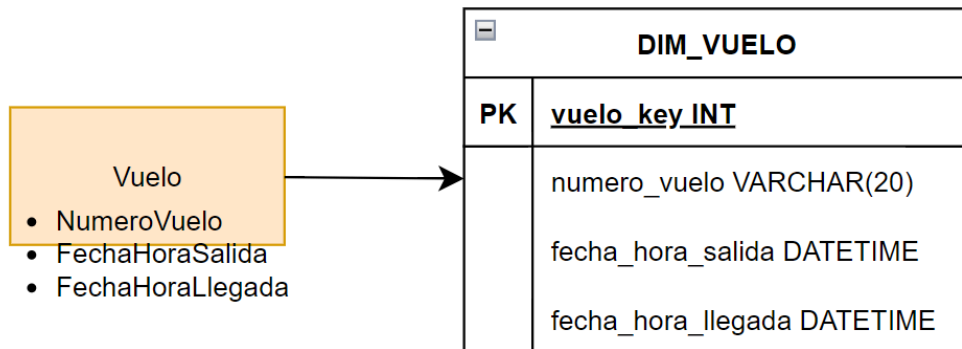 Vuelo
• NumeroVuelo
• FechaHoraSalida
• FechaHoraLlegada
DIM_VUELO
PK vuelo_key INT
numero_vuelo VARCHAR(20)
fecha_hora_salida DATETIME
fecha_hora_llegada DATETIME